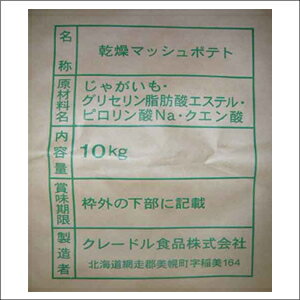 名称 乾燥マッシュポテト
原材料名 じゃがいも・
グリセリン脂肪酸エステル・
ピロリン酸Na・クエン酸
内容量 10kg
賞味期限 枠外の下部に記載
製造者 クレードル食品株式会社
北海道網走郡美幌町字稲美164